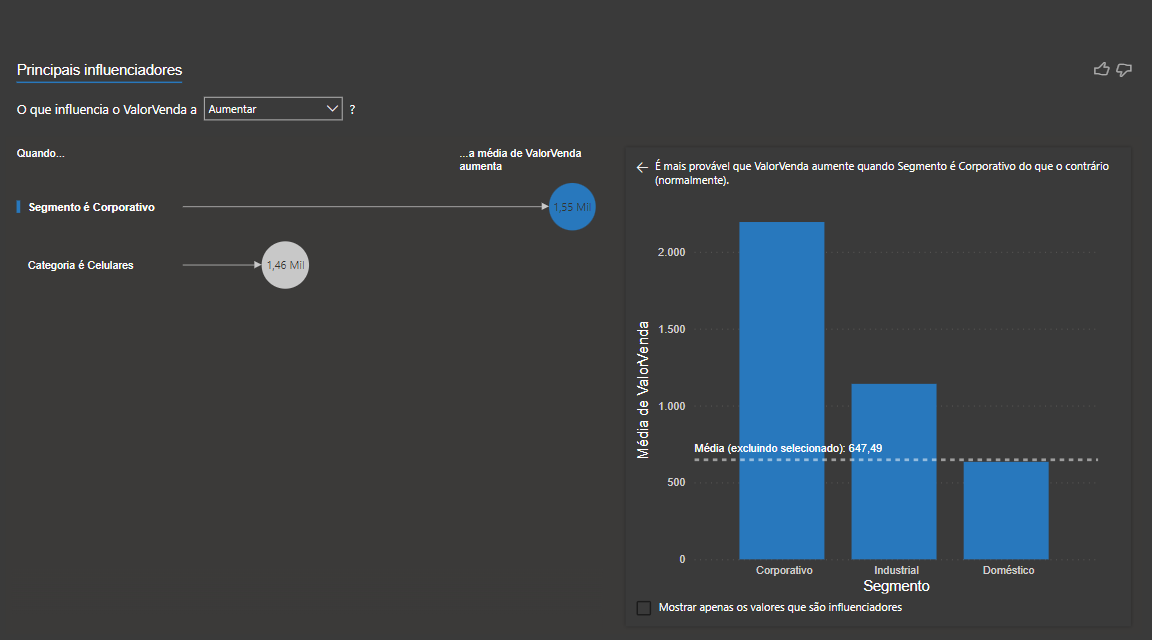 Principais influenciadores
O que influencia o ValorVenda a Aumentar ?
Quando...
...a média de ValorVenda
aumenta
Segmento é Corporativo
1,55 Mil
Categoria é Celulares
1,46 Mil
É mais provável que ValorVenda aumente quando Segmento é Corporativo do que o contrário
(normalmente).
Média de ValorVenda
2.000
1.500
1.000
500
0
Média (excluindo selecionado): 647,49
Corporativo
Industrial
Doméstico
Segmento
Mostrar apenas os valores que são influenciadores